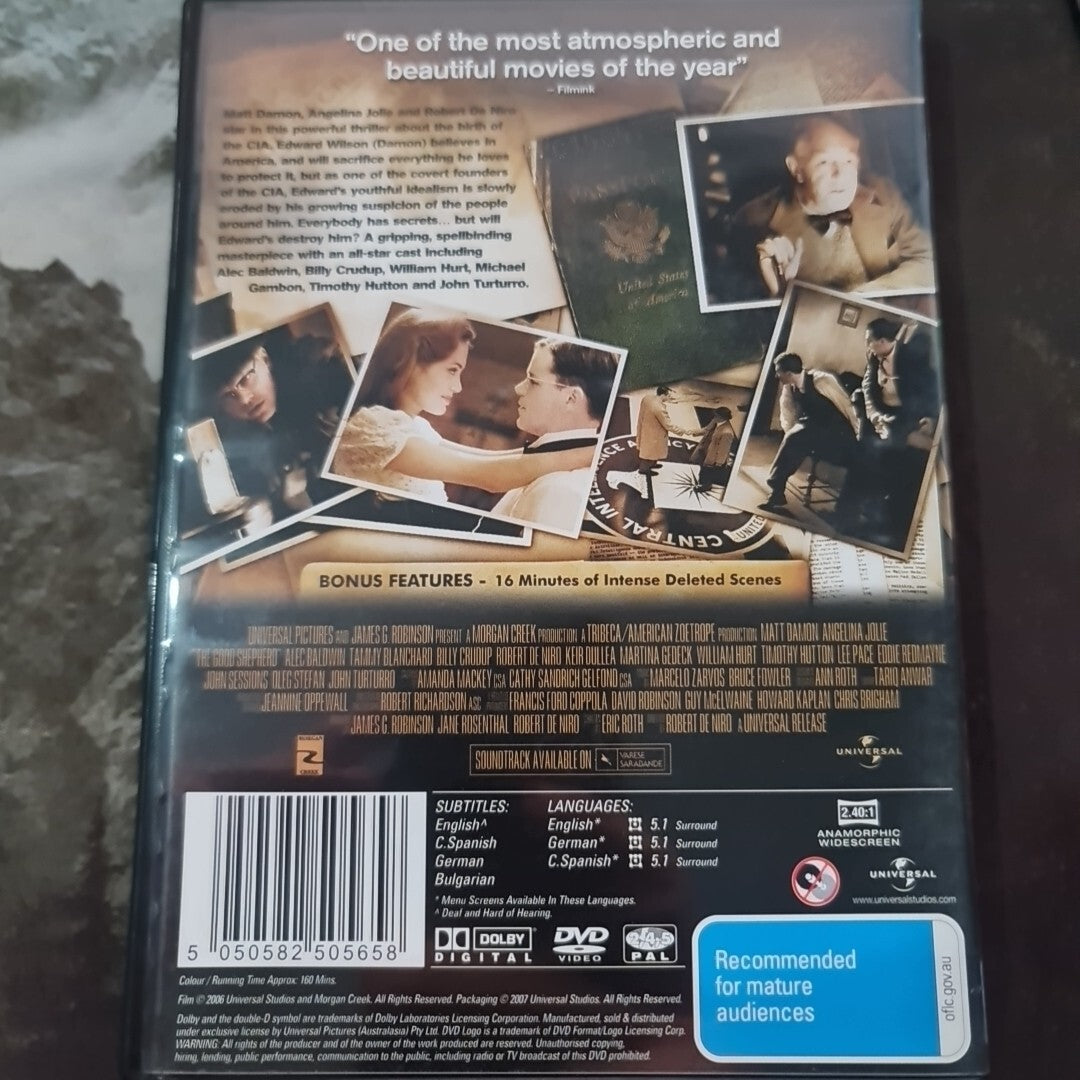 “One of the most atmospheric and
beautiful movies of the year”
– Filmink
Matt Damon, Angelina Jolie and Robert De Niro
star in this powerful thriller about the birth of
the CIA. Edward Wilson (Damon) believes in
America, and will sacrifice everything he loves
to protect it, but as one of the covert founders
of the CIA, Edward's youthful idealism is slowly
eroded by his growing suspicion of the people
around him. Everybody has secrets... but will
Edward's destroy him? A gripping, spellbinding
masterpiece with an all-star cast including
Alec Baldwin, Billy Crudup, William Hurt, Michael
Gambon, Timothy Hutton and John Turturro.
PASSPORT
United States
of America
CENTRAL INTELLIGENCE AGENCY
UNITED
BONUS FEATURES – 16 Minutes of Intense Deleted Scenes
UNIVERSAL PICTURES AND JAMES G. ROBINSON PRESENT A MORGAN CREEK PRODUCTION A TRIBECA/AMERICAN ZOETROPE PRODUCTION MATT DAMON ANGELINA JOLIE
"THE GOOD SHEPHERD" ALEC BALDWIN TAMMY BLANCHARD BILLY CRUDUP ROBERT DE NIRO KEIR DULLEA MARTINA GEDECK WILLIAM HURT TIMOTHY HUTTON LEE PACE EDDIE REDMAYNE
JOHN SESSIONS OLEG STEFAN JOHN TURTURRO AMANDA MACKEY CSA CATHY SANDRICH GELFOND CSA MARCELO ZARVOS BRUCE FOWLER ANN ROTH TARIQ ANWAR
JEANNINE OPPEWALL ROBERT RICHARDSON ASC FRANCIS FORD COPPOLA DAVID ROBINSON GUY McELWAINE HOWARD KAPLAN CHRIS BRIGHAM
JAMES G. ROBINSON JANE ROSENTHAL ROBERT DE NIRO ERIC ROTH ROBERT DE NIRO A UNIVERSAL RELEASE
MORGAN
CREEK
SOUNDTRACK AVAILABLE ON VARESE SARABANDE
UNIVERSAL
SUBTITLES:
English^
C.Spanish
German
Bulgarian
LANGUAGES:
English* 5.1 Surround
German* 5.1 Surround
C.Spanish* 5.1 Surround
* Menu Screens Available In These Languages.
^ Deaf and Hard of Hearing.
2.40:1
ANAMORPHIC
WIDESCREEN
UNIVERSAL
www.universalstudios.com
DOLBY
DIGITAL
DVD
VIDEO
2,4,5
PAL
5 050582 505658
Colour / Running Time Approx: 160 Mins.
Film © 2006 Universal Studios and Morgan Creek. All Rights Reserved. Packaging © 2007 Universal Studios. All Rights Reserved.
Dolby and the double-D symbol are trademarks of Dolby Laboratories Licensing Corporation. Manufactured, sold & distributed
under exclusive license by Universal Pictures (Australasia) Pty Ltd. DVD Logo is a trademark of DVD Format/Logo Licensing Corp.
WARNING: All rights of the producer and of the owner of the work produced are reserved. Unauthorised copying,
hiring, lending, public performance, communication to the public, including radio or TV broadcast of this DVD prohibited.
Recommended
for mature
audiences
oflc.gov.au